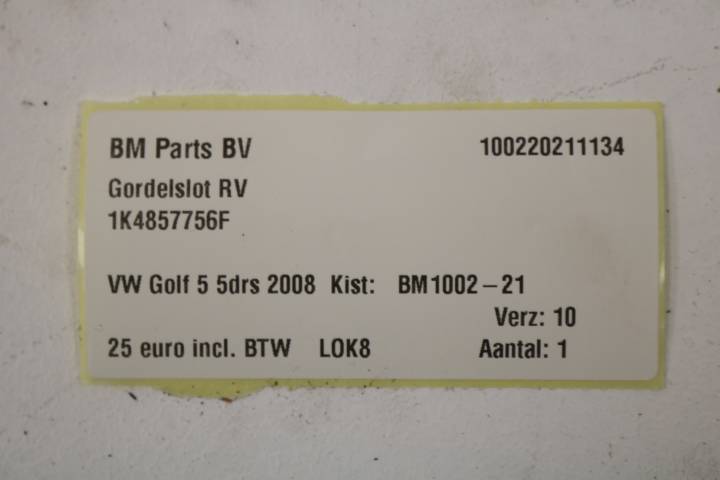 BM Parts BV 100220211134
Gordelslot RV
1K4857756F
VW Golf 5 5drs 2008 Kist: BM1002-21
Verz: 10
25 euro incl. BTW LOK8 Aantal: 1